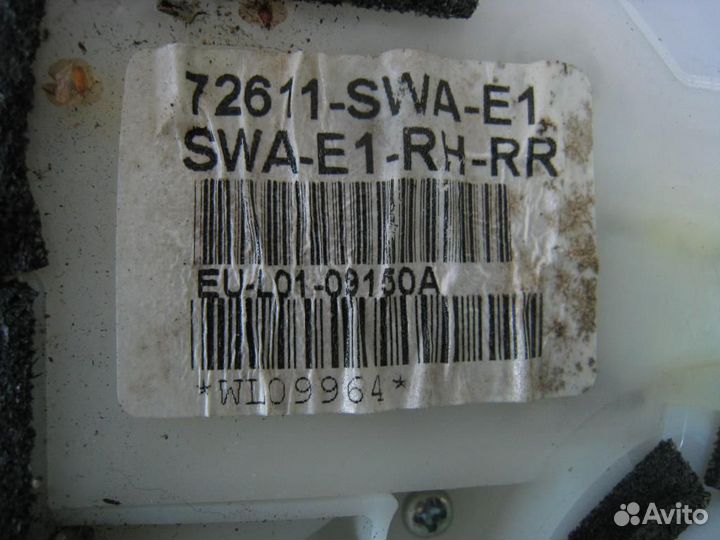 72611-SWA-E1
SWA-E1-RH-RR
EU-L01-09150A
*WL09964*
Avito